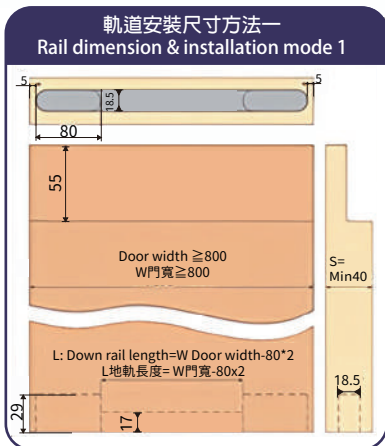 軌道安裝尺寸方法一
Rail dimension & installation mode 1
5
5
18.5
80
55
Door width ≧800
W門寬≧800
S=
Min40
L: Down rail length=W Door width-80*2
L地軌長度= W門寬-80x2
18.5
29
17